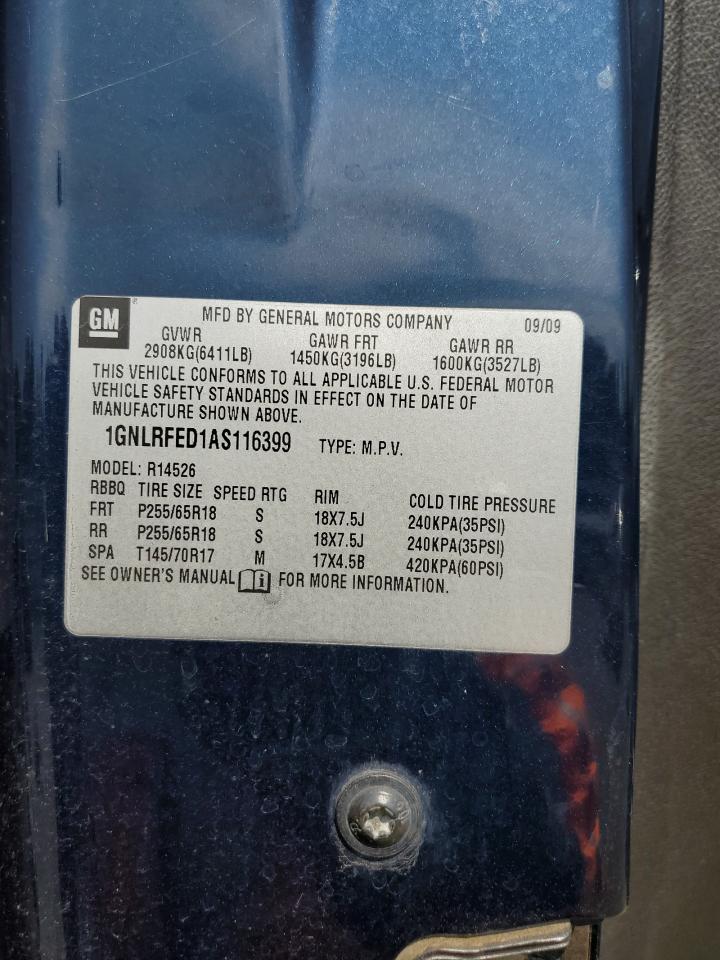 GM ® MFD BY GENERAL MOTORS COMPANY 09/09
GVWR GAWR FRT GAWR RR
2908KG(6411LB) 1450KG(3196LB) 1600KG(3527LB)
THIS VEHICLE CONFORMS TO ALL APPLICABLE U.S. FEDERAL MOTOR
VEHICLE SAFETY STANDARDS IN EFFECT ON THE DATE OF
MANUFACTURE SHOWN ABOVE.
1GNLRFED1AS116399 TYPE: M.P.V.
MODEL: R14526
RBBQ TIRE SIZE SPEED RTG RIM COLD TIRE PRESSURE
FRT P255/65R18 S 18X7.5J 240KPA(35PSI)
RR P255/65R18 S 18X7.5J 240KPA(35PSI)
SPA T145/70R17 M 17X4.5B 420KPA(60PSI)
SEE OWNER'S MANUAL FOR MORE INFORMATION.